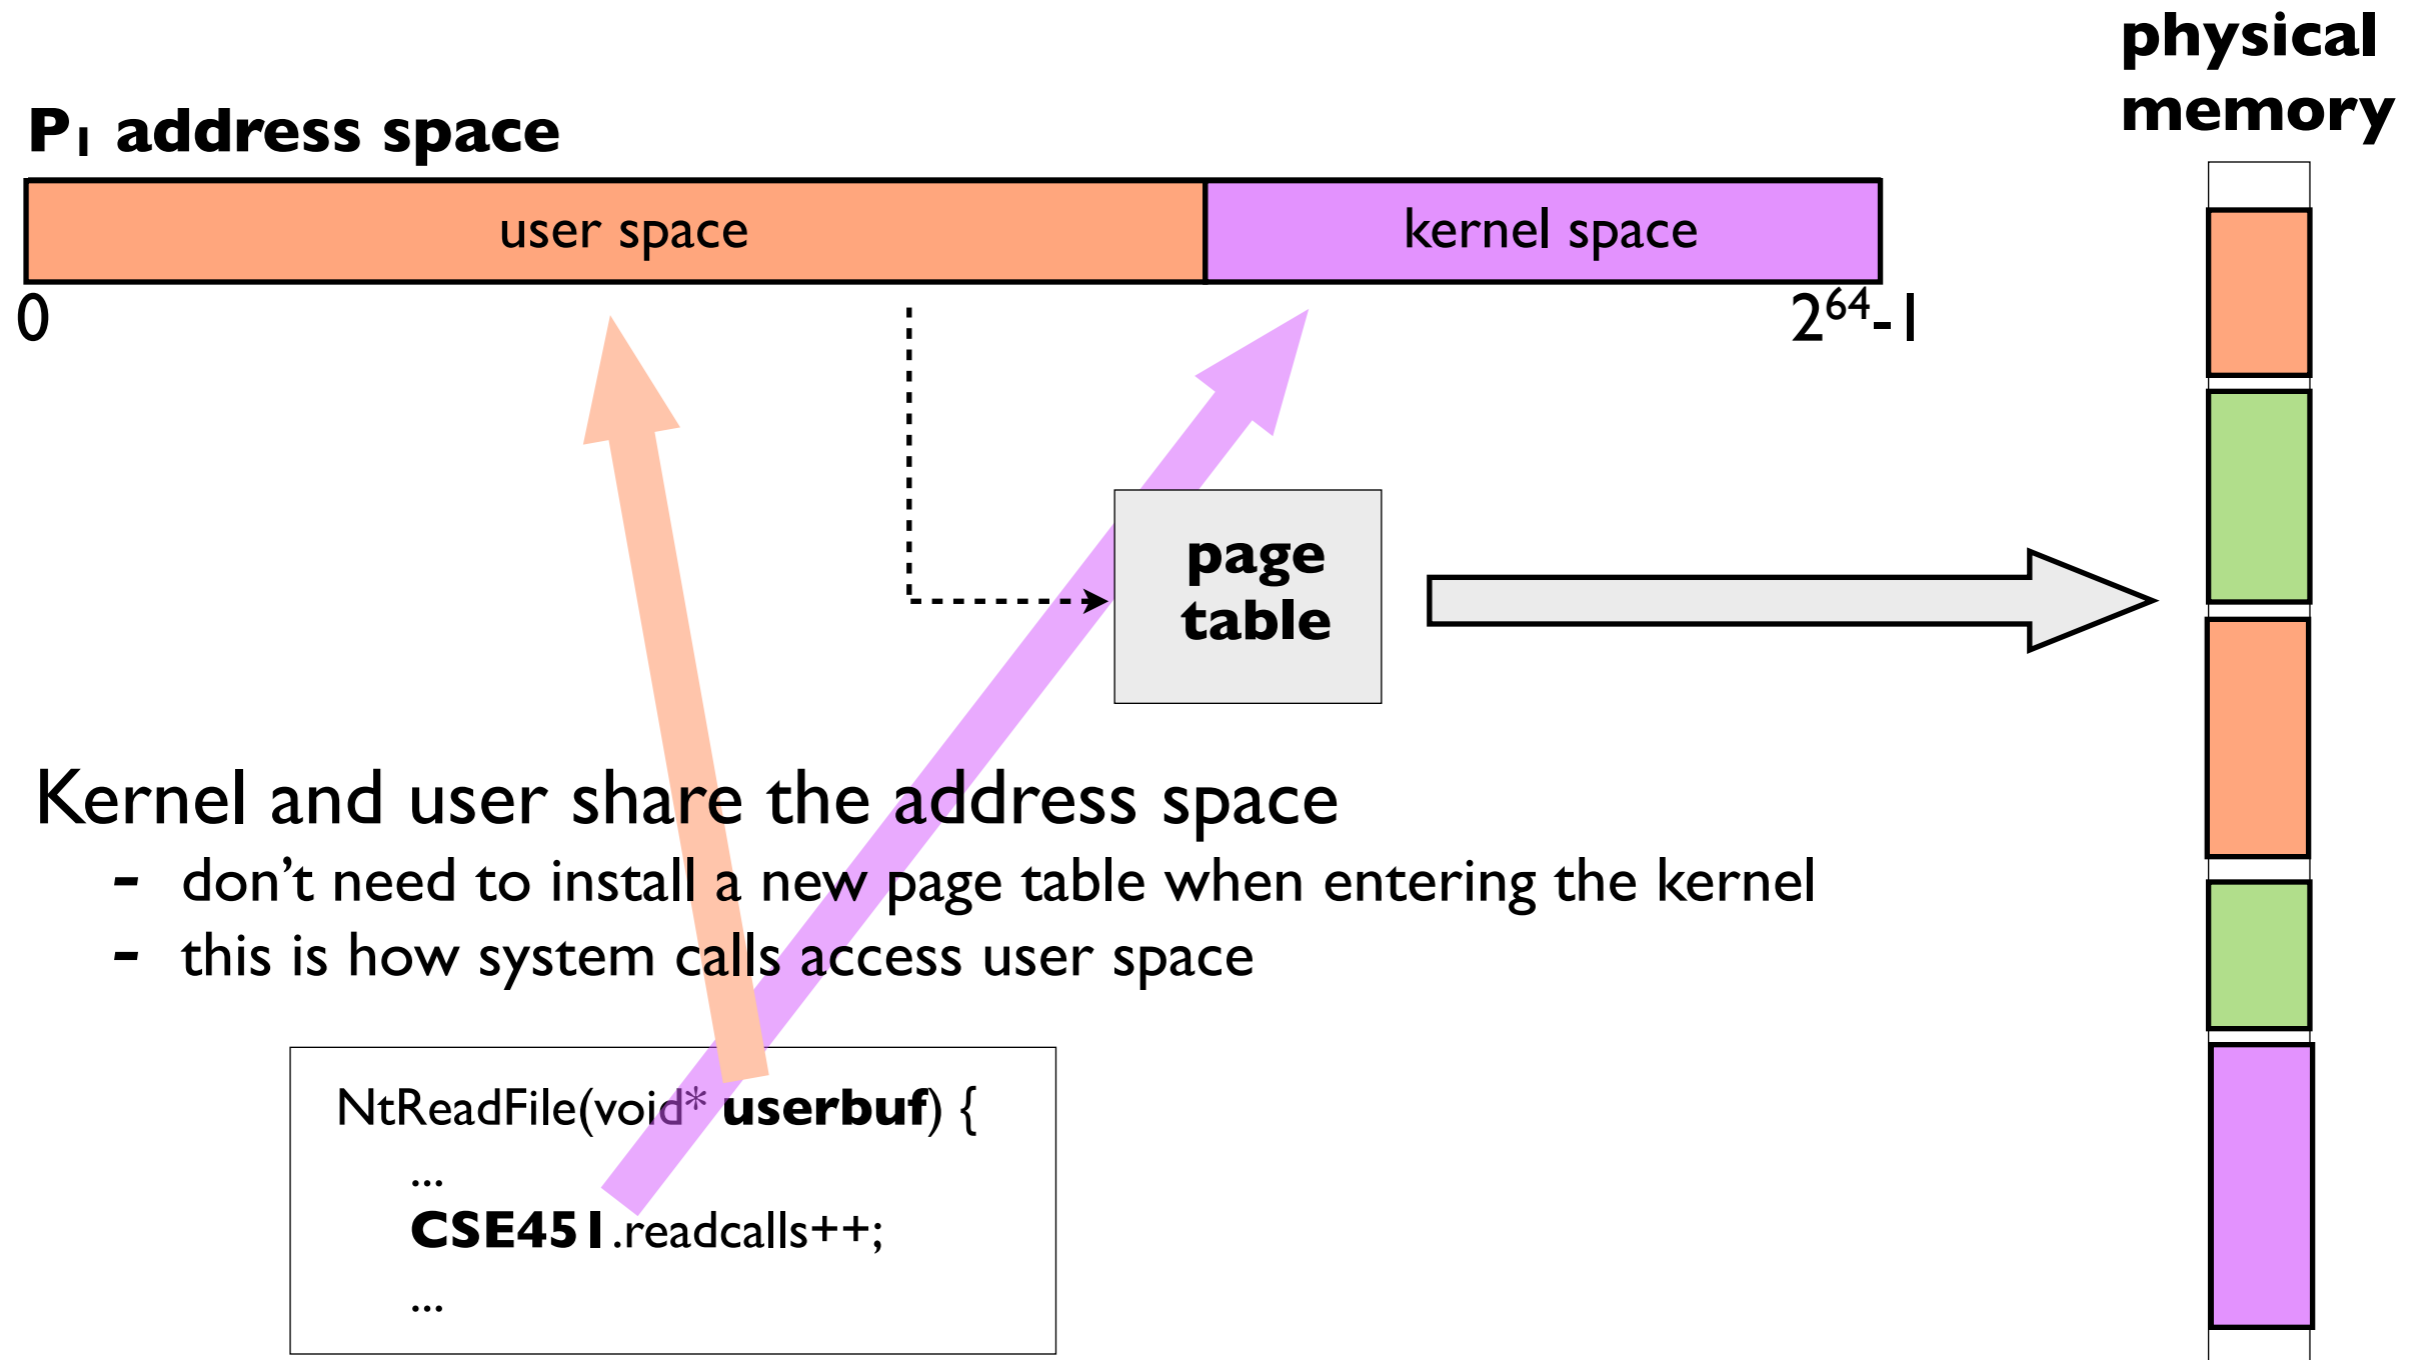 physical
memory
P₁ address space
user space
kernel space
0
2⁶⁴-1
page
table
Kernel and user share the address space
- don't need to install a new page table when entering the kernel
- this is how system calls access user space
NtReadFile(void* userbuf) {
...
CSE451.readcalls++;
...